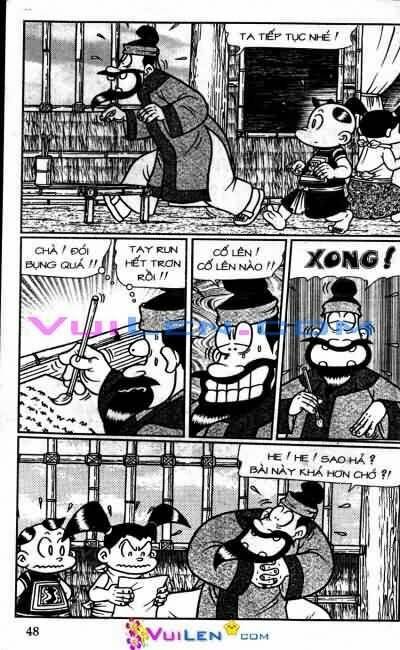 TA TIẾP TỤC NHÉ!
CHÀ! ĐÓI
BỤNG QUÁ!!
TAY RUN
HẾT TRƠN
RỒI!!
CỐ LÊN!
CỐ LÊN NÀO!!
XONG!
VUILEN.COM
HE! HE! SAO HẢ?
BÀI NÀY KHÁ HƠN CHỚ?!
48
VUILEN.COM